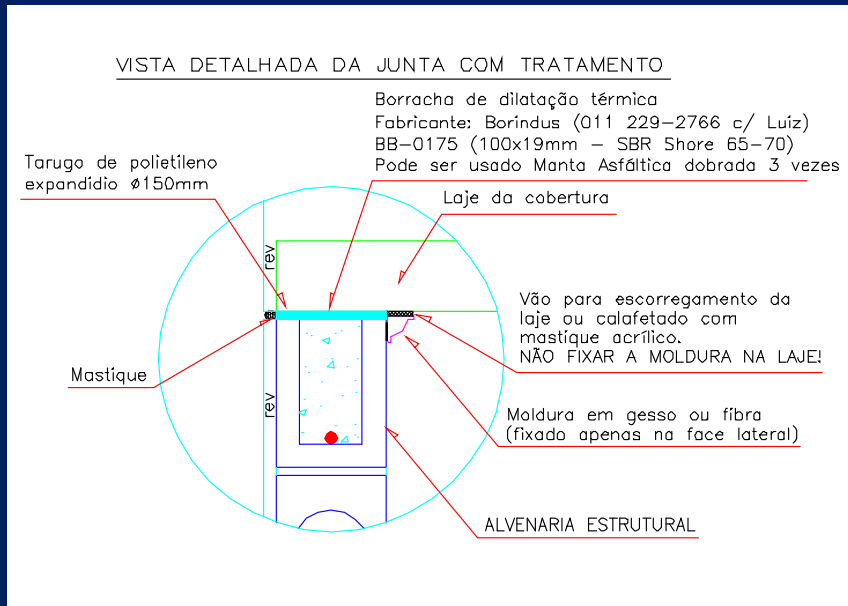 VISTA DETALHADA DA JUNTA COM TRATAMENTO
Borracha de dilatação térmica
Fabricante: Borindus (011 229-2766 c/ Luiz)
BB-0175 (100x19mm - SBR Shore 65-70)
Pode ser usado Manta Asfáltica dobrada 3 vezes
Tarugo de polietileno
expandidio ø150mm
Laje da cobertura
rev
Vão para escorregamento da
laje ou calafetado com
mastique acrílico.
NÃO FIXAR A MOLDURA NA LAJE!
Mastique
rev
Moldura em gesso ou fibra
(fixado apenas na face lateral)
ALVENARIA ESTRUTURAL